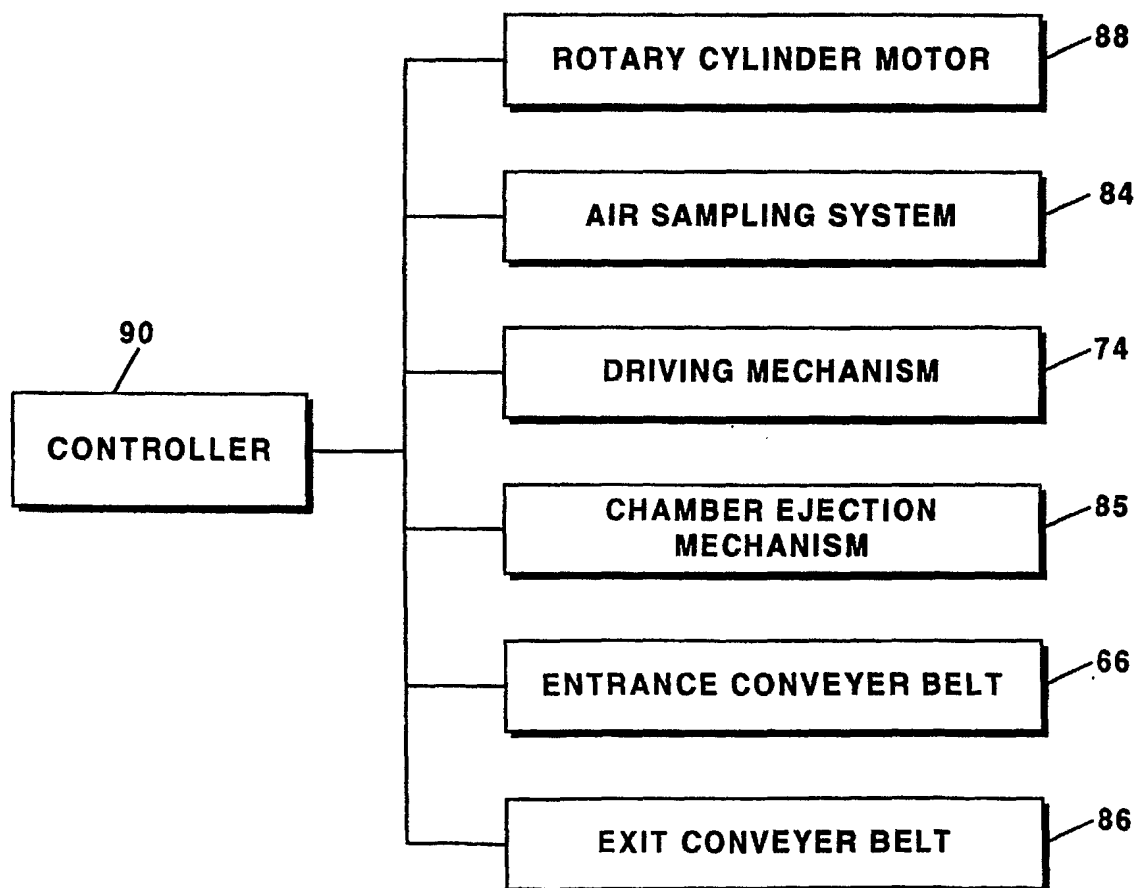 ROTARY CYLINDER MOTOR
88
AIR SAMPLING SYSTEM
84
90
DRIVING MECHANISM
74
CONTROLLER
CHAMBER EJECTION
MECHANISM
85
ENTRANCE CONVEYER BELT
66
EXIT CONVEYER BELT
86